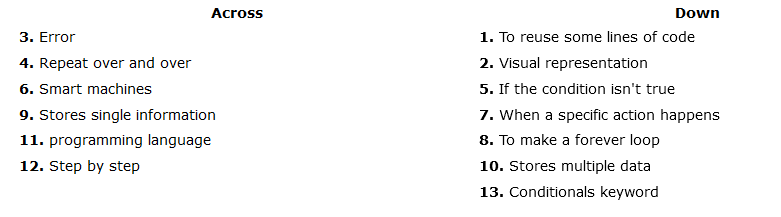 Across
3. Error
4. Repeat over and over
6. Smart machines
9. Stores single information
11. programming language
12. Step by step
Down
1. To reuse some lines of code
2. Visual representation
5. If the condition isn't true
7. When a specific action happens
8. To make a forever loop
10. Stores multiple data
13. Conditionals keyword